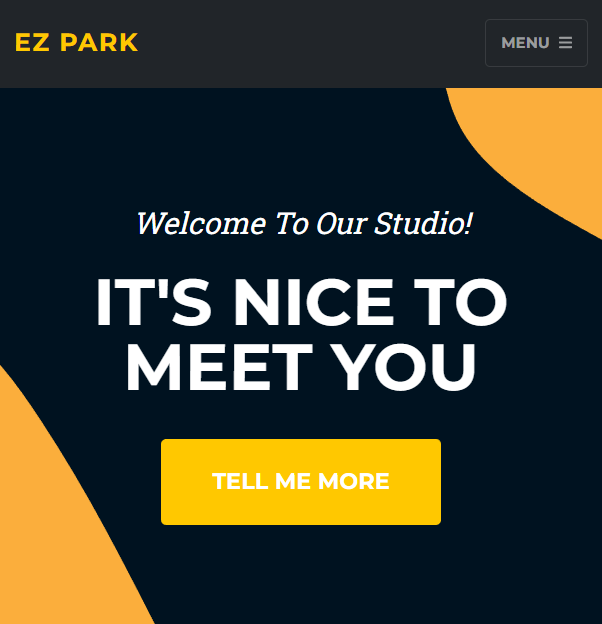 EZ PARK
MENU
Welcome To Our Studio!
IT'S NICE TO
MEET YOU
TELL ME MORE